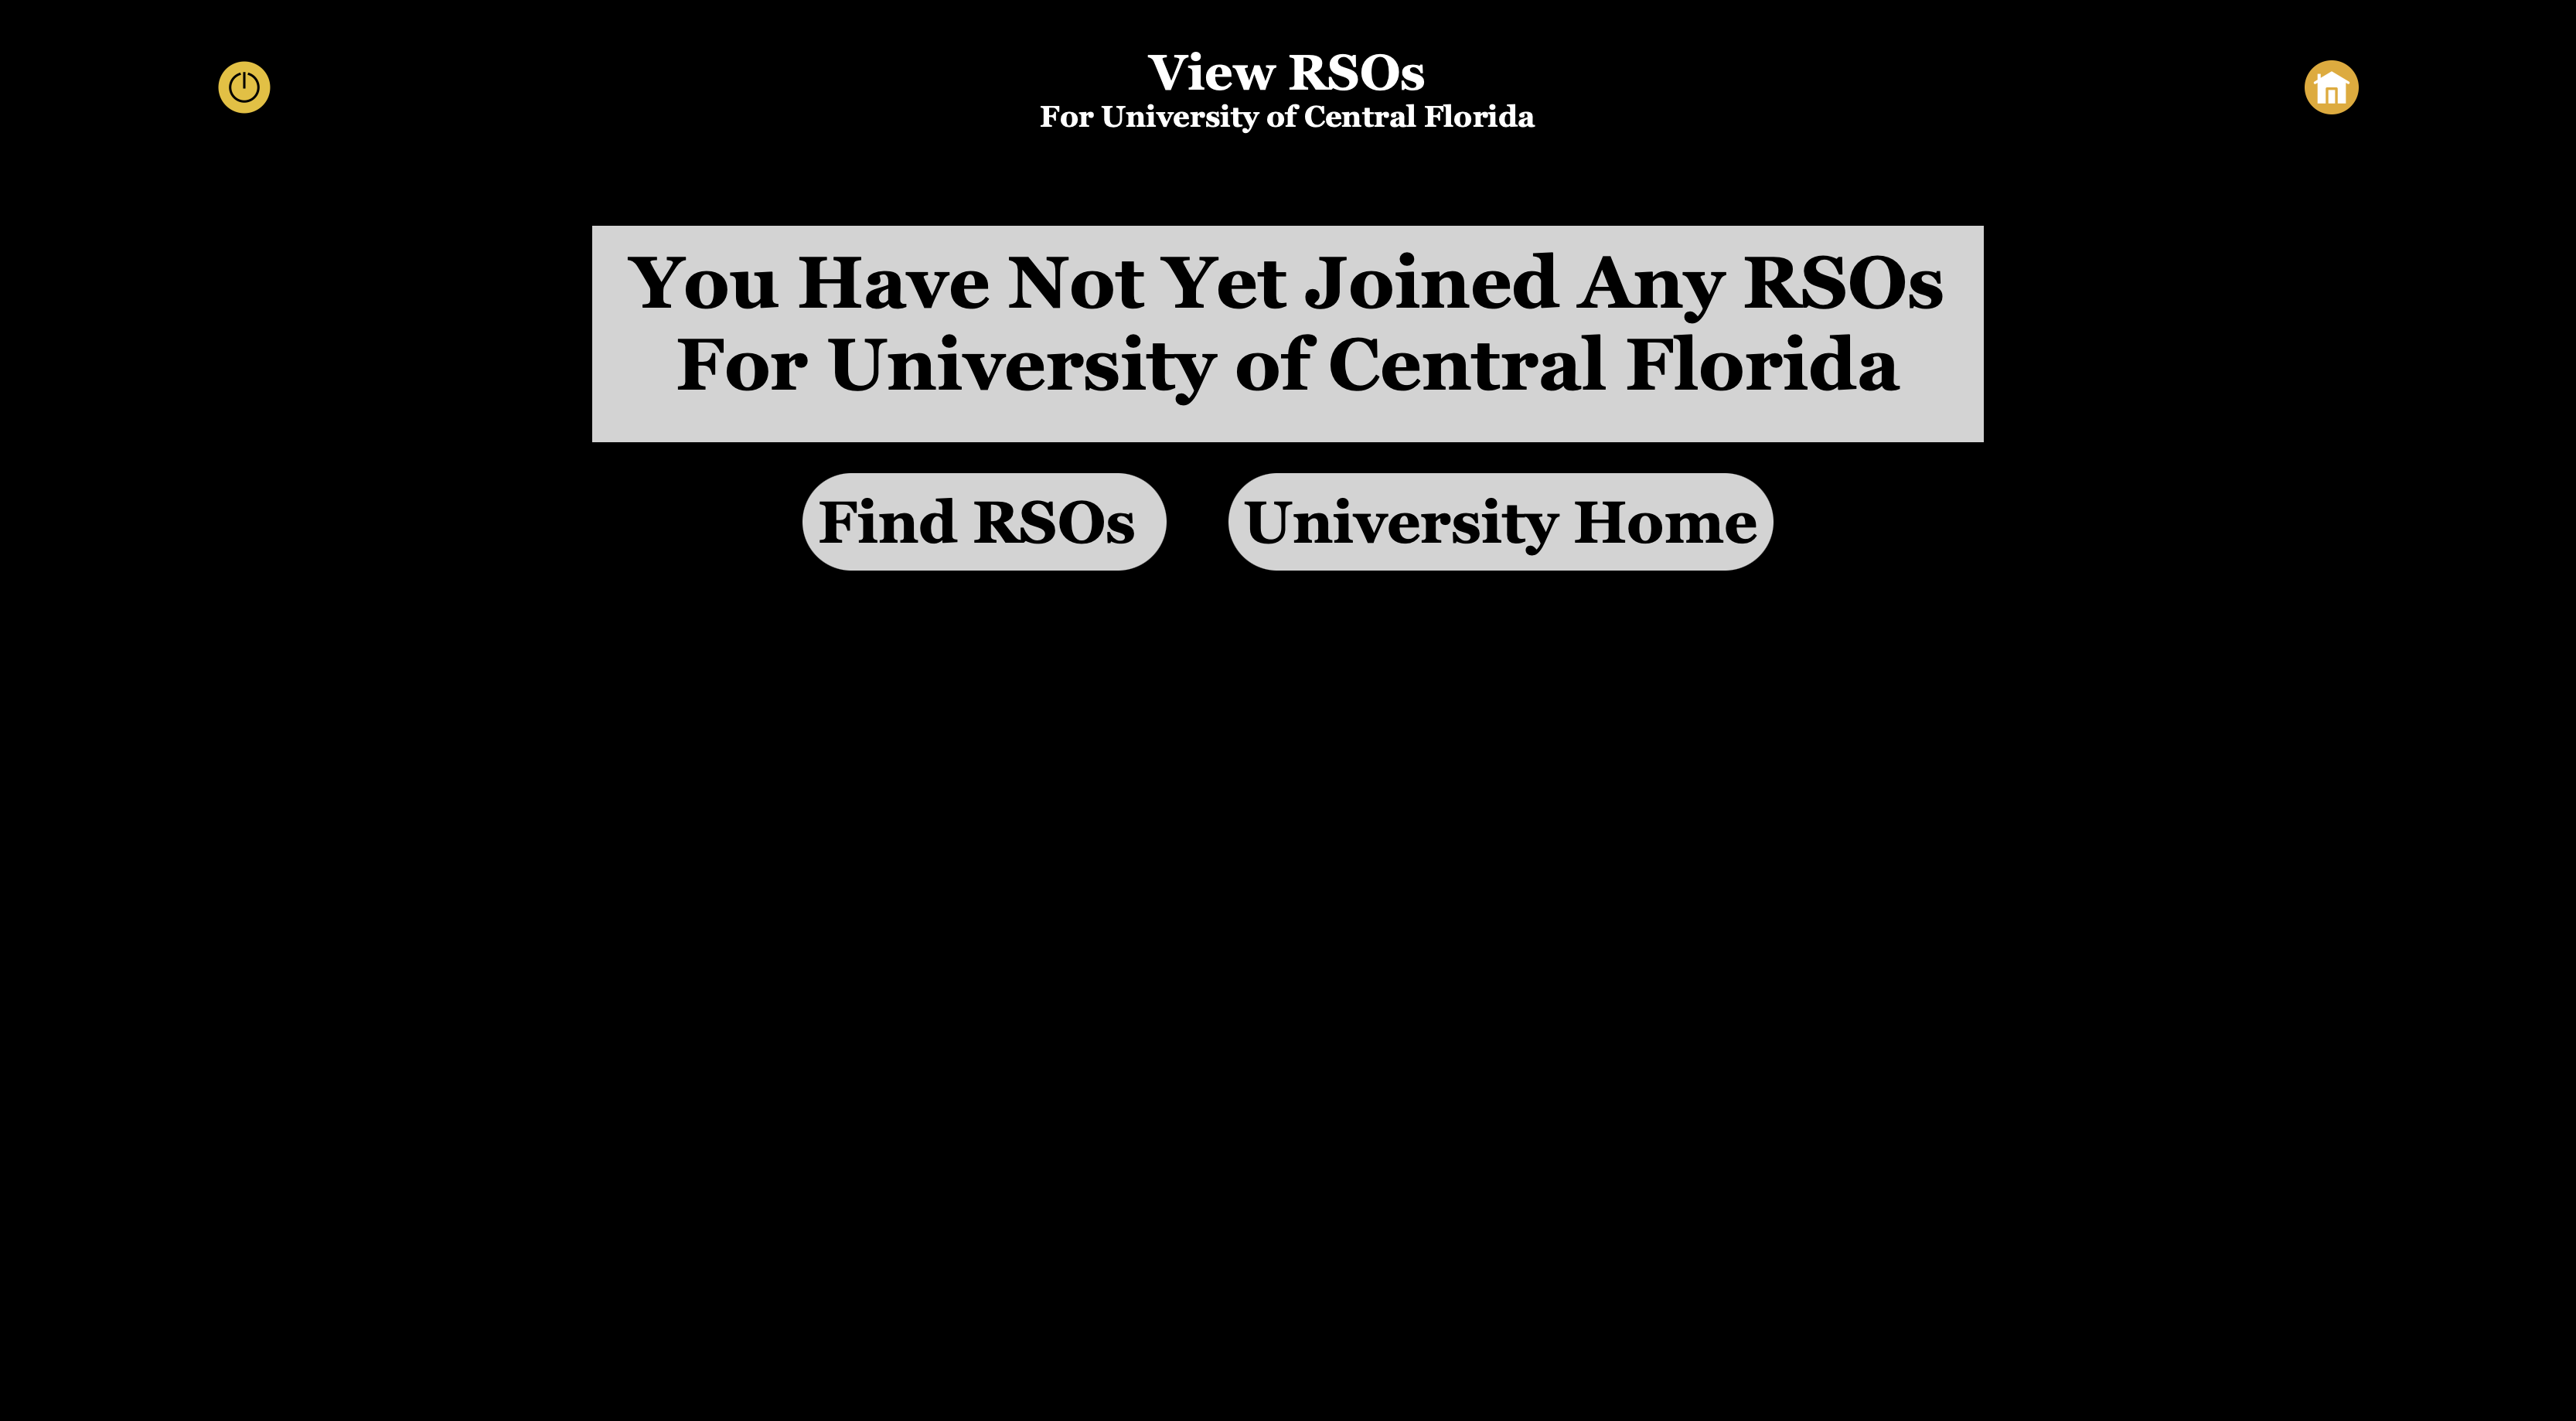 View RSOs
For University of Central Florida
You Have Not Yet Joined Any RSOs
For University of Central Florida
Find RSOs
University Home